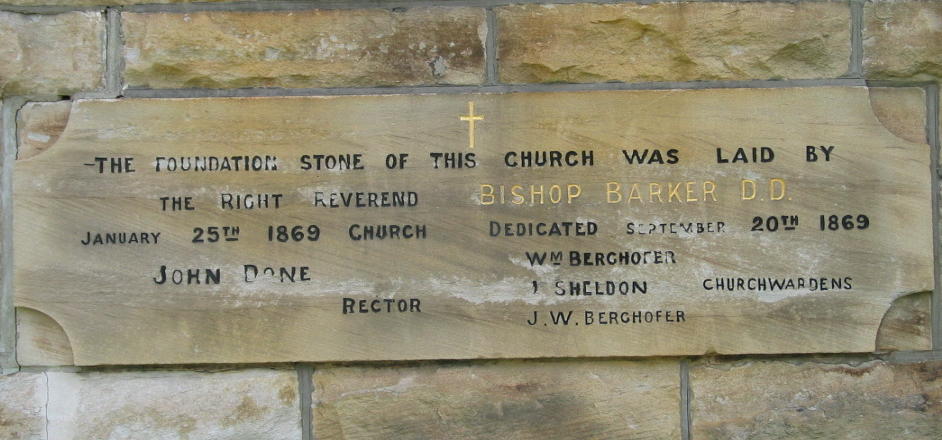 THE FOUNDATION STONE OF THIS CHURCH WAS LAID BY
THE RIGHT REVEREND BISHOP BARKER D.D.
JANUARY 25TH 1869 CHURCH DEDICATED SEPTEMBER 20TH 1869
JOHN DONE
RECTOR
WM BERGHOFER
J SHELDON CHURCHWARDENS
J.W. BERGHOFER